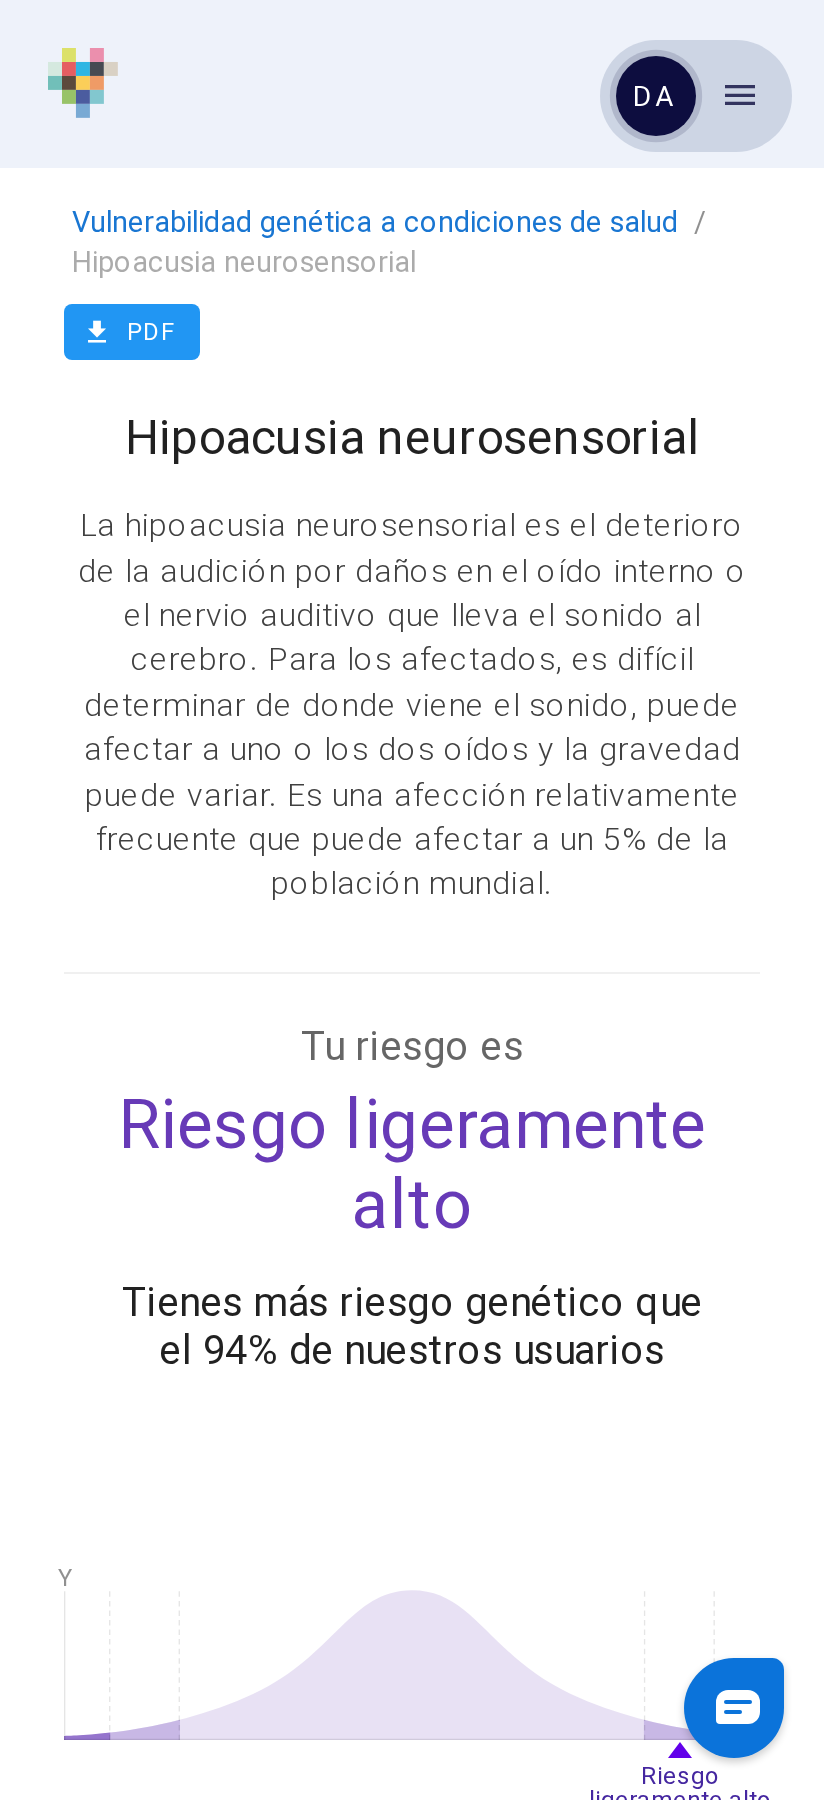 DA
Vulnerabilidad genética a condiciones de salud /
Hipoacusia neurosensorial
PDF
Hipoacusia neurosensorial
La hipoacusia neurosensorial es el deterioro
de la audición por daños en el oído interno o
el nervio auditivo que lleva el sonido al
cerebro. Para los afectados, es difícil
determinar de donde viene el sonido, puede
afectar a uno o los dos oídos y la gravedad
puede variar. Es una afección relativamente
frecuente que puede afectar a un 5% de la
población mundial.
Tu riesgo es
Riesgo ligeramente
alto
Tienes más riesgo genético que
el 94% de nuestros usuarios
Y
Riesgo
ligeramente alto